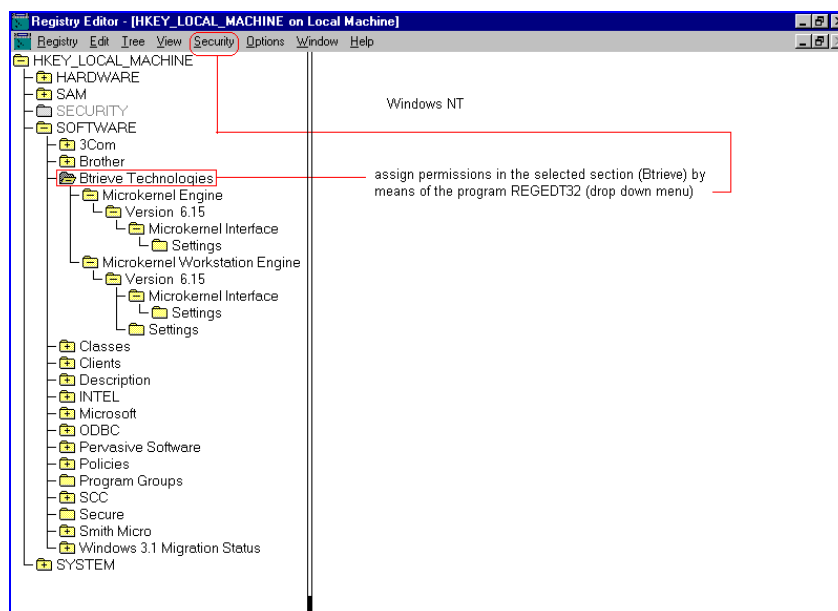 Registry Editor - [HKEY_LOCAL_MACHINE on Local Machine]
Registry Edit Tree View Security Options Window Help
HKEY_LOCAL_MACHINE
HARDWARE
SAM
SECURITY
SOFTWARE
3Com
Brother
Btrieve Technologies
Microkernel Engine
Version 6.15
Microkernel Interface
Settings
Microkernel Workstation Engine
Version 6.15
Microkernel Interface
Settings
Settings
Classes
Clients
Description
INTEL
Microsoft
ODBC
Pervasive Software
Policies
Program Groups
SCC
Secure
Smith Micro
Windows 3.1 Migration Status
SYSTEM
Windows NT
assign permissions in the selected section (Btrieve) by
means of the program REGEDT32 (drop down menu)